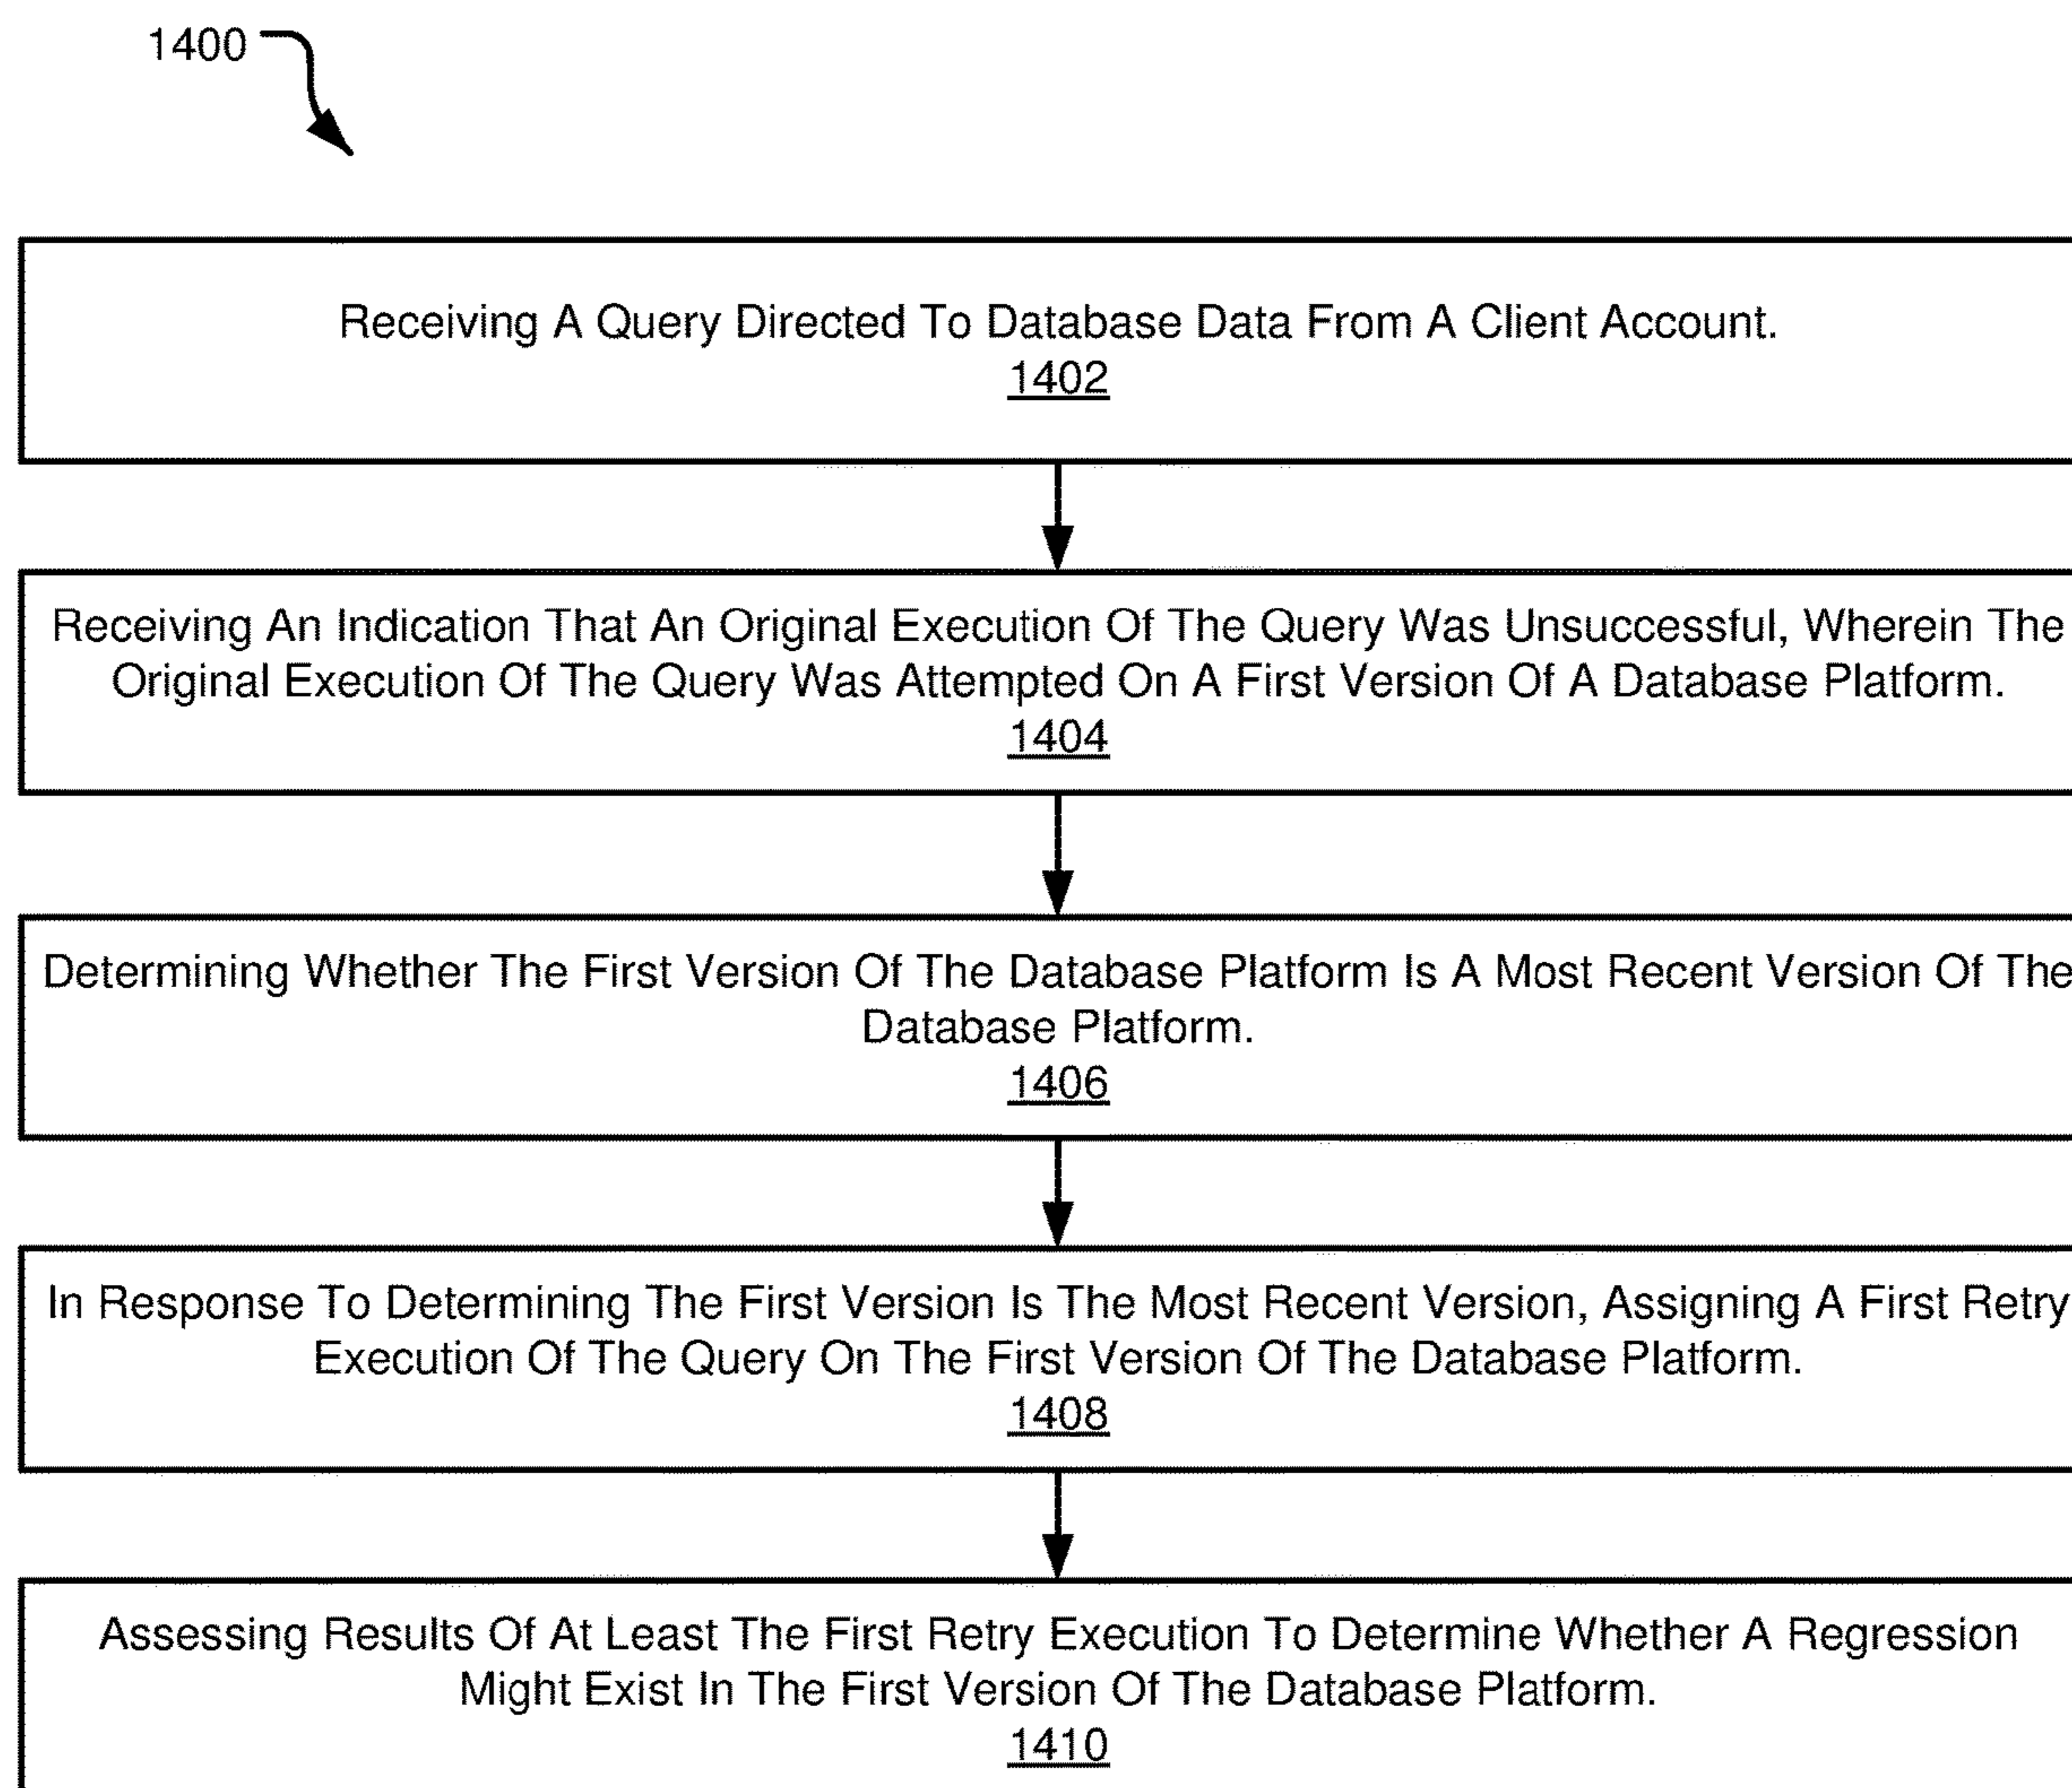 1400
Receiving A Query Directed To Database Data From A Client Account.
1402
Receiving An Indication That An Original Execution Of The Query Was Unsuccessful, Wherein The
Original Execution Of The Query Was Attempted On A First Version Of A Database Platform.
1404
Determining Whether The First Version Of The Database Platform Is A Most Recent Version Of The
Database Platform.
1406
In Response To Determining The First Version Is The Most Recent Version, Assigning A First Retry
Execution Of The Query On The First Version Of The Database Platform.
1408
Assessing Results Of At Least The First Retry Execution To Determine Whether A Regression
Might Exist In The First Version Of The Database Platform.
1410